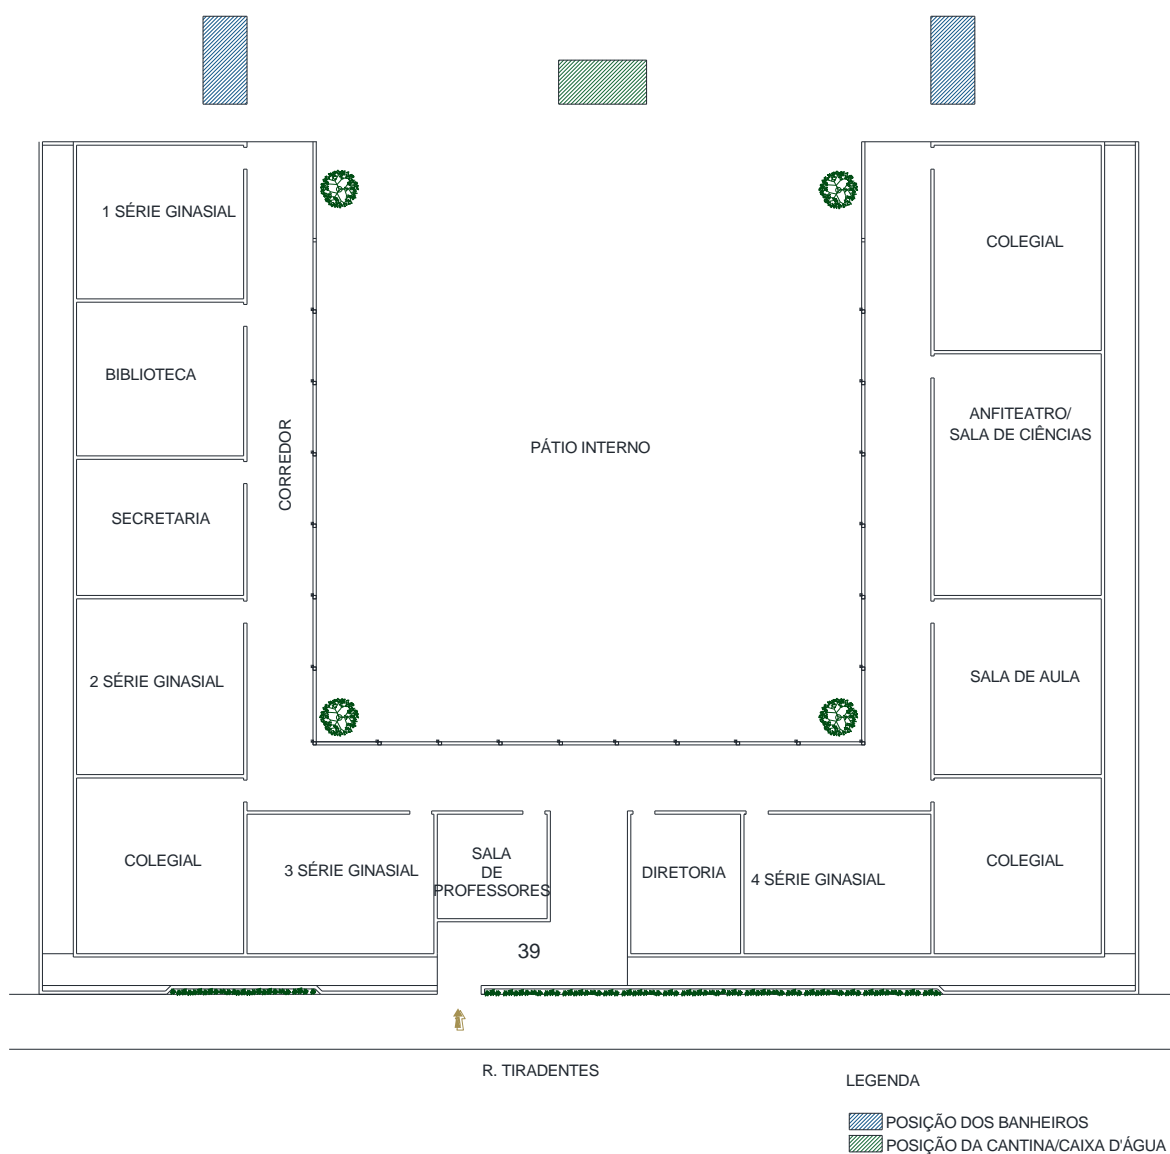 1 SÉRIE GINASIAL
COLEGIAL
BIBLIOTECA
ANFITEATRO/
SALA DE CIÊNCIAS
CORREDOR
PÁTIO INTERNO
SECRETARIA
2 SÉRIE GINASIAL
SALA DE AULA
COLEGIAL
3 SÉRIE GINASIAL
SALA
DE
PROFESSORES
DIRETORIA
4 SÉRIE GINASIAL
COLEGIAL
39
R. TIRADENTES
LEGENDA
POSIÇÃO DOS BANHEIROS
POSIÇÃO DA CANTINA/CAIXA D'ÁGUA